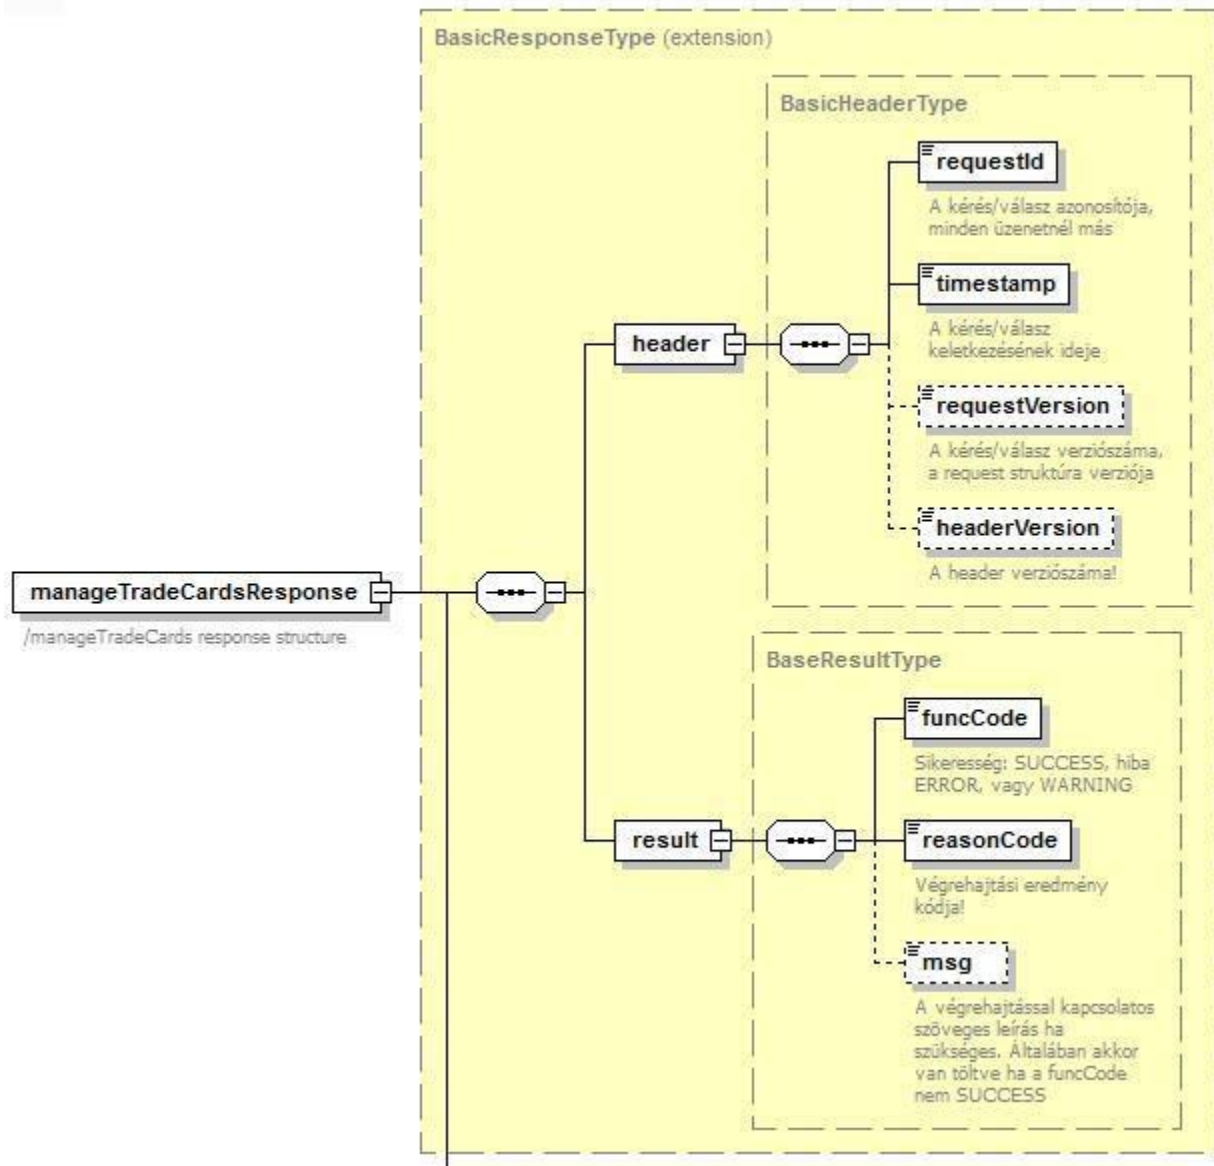 BasicResponseType (extension)
BasicHeaderType
requestId
A kérés/válasz azonosítója,
minden üzenetnél más
timestamp
A kérés/válasz
keletkezésének ideje
header
requestVersion
A kérés/válasz verziószáma,
a request struktúra verziója
headerVersion
A header verziószáma!
manageTradeCardsResponse
/manageTradeCards response structure
BaseResultType
funcCode
Sikeresség: SUCCESS, hiba
ERROR, vagy WARNING
result
reasonCode
Végrehajtási eredmény
kódja!
msg
A végrehajtással kapcsolatos
szöveges leírás ha
szükséges. Általában akkor
van töltve ha a funcCode
nem SUCCESS